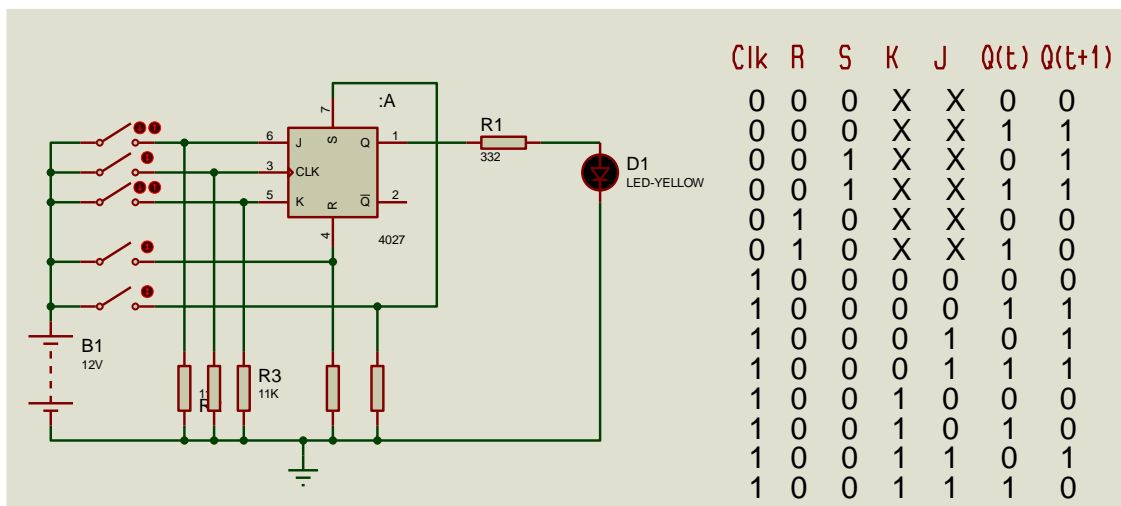 :A
7
S
6
J
Q
1
3
CLK
5
K
R
Q
2
4
4027
R1
332
D1
LED-YELLOW
B1
12V
R3
11K
Clk R S K J Q(t) Q(t+1)
0 0 0 X X 0 0
0 0 0 X X 1 1
0 0 1 X X 0 1
0 0 1 X X 1 1
0 1 0 X X 0 0
0 1 0 X X 1 0
1 0 0 0 0 0 0
1 0 0 0 0 1 1
1 0 0 0 1 0 1
1 0 0 0 1 1 1
1 0 0 1 0 0 0
1 0 0 1 0 1 0
1 0 0 1 1 0 1
1 0 0 1 1 1 0